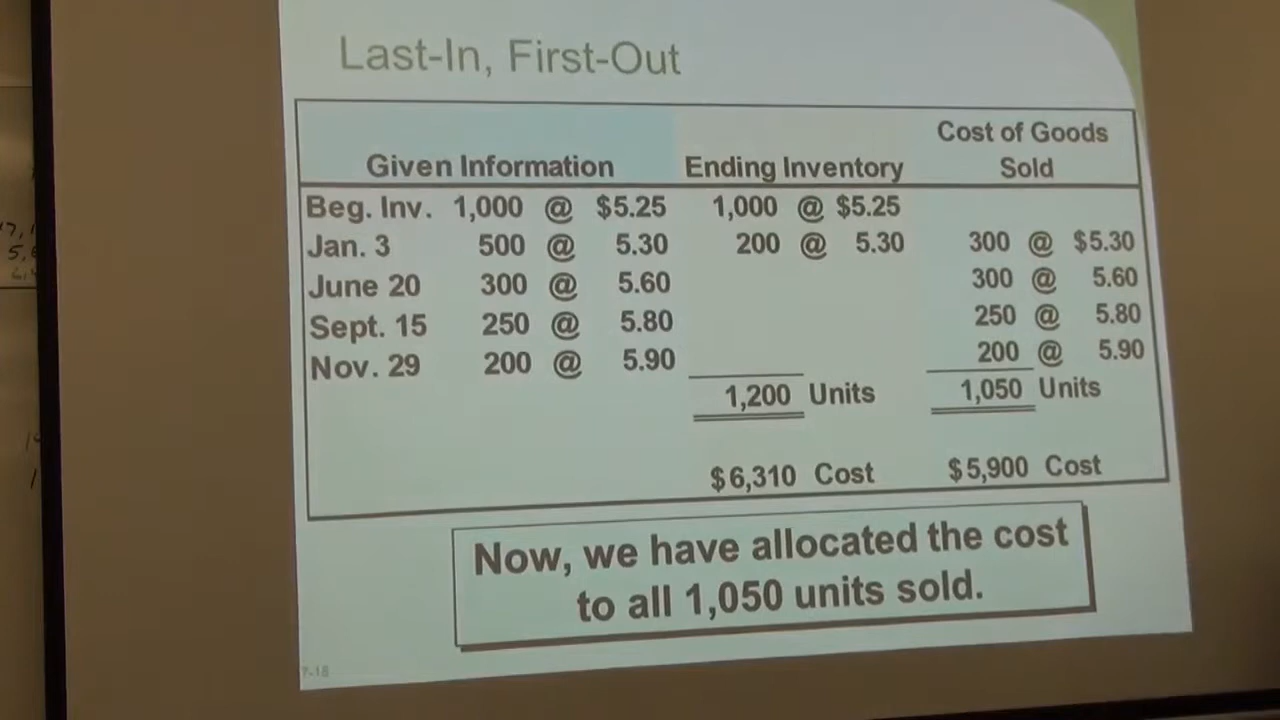 Last-In, First-Out
Cost of Goods
Given Information Ending Inventory Sold
Beg. Inv. 1,000 @ $5.25 1,000 @ $5.25
Jan. 3 500 @ 5.30 200 @ 5.30 300 @ $5.30
June 20 300 @ 5.60 300 @ 5.60
Sept. 15 250 @ 5.80 250 @ 5.80
Nov. 29 200 @ 5.90 200 @ 5.90
1,200 Units 1,050 Units
$6,310 Cost $5,900 Cost
Now, we have allocated the cost
to all 1,050 units sold.